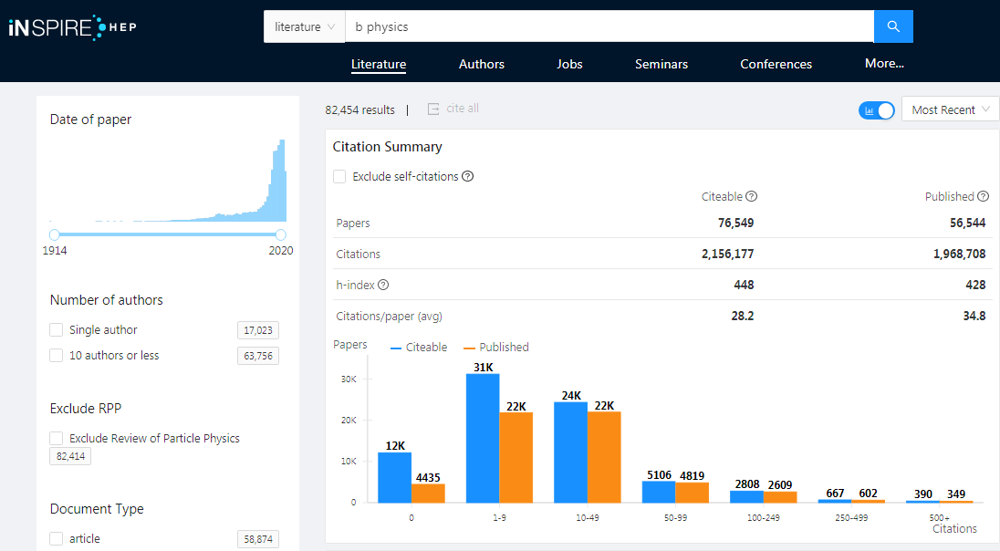 iNSPIRE HEP
literature b physics
Literature Authors Jobs Seminars Conferences More...
Date of paper
1914 2020
Number of authors
Single author 17,023
10 authors or less 63,756
Exclude RPP
Exclude Review of Particle Physics
82,414
Document Type
article 58,874
82,454 results | cite all Most Recent
Citation Summary
Exclude self-citations ?
Citeable ? Published ?
Papers 76,549 56,544
Citations 2,156,177 1,968,708
h-index ? 448 428
Citations/paper (avg) 28.2 34.8
Papers Citeable Published
30K
20K
10K
0
12K 4435 31K 22K 24K 22K 5106 4819 2808 2609 667 602 390 349
0 1-9 10-49 50-99 100-249 250-499 500+
Citations